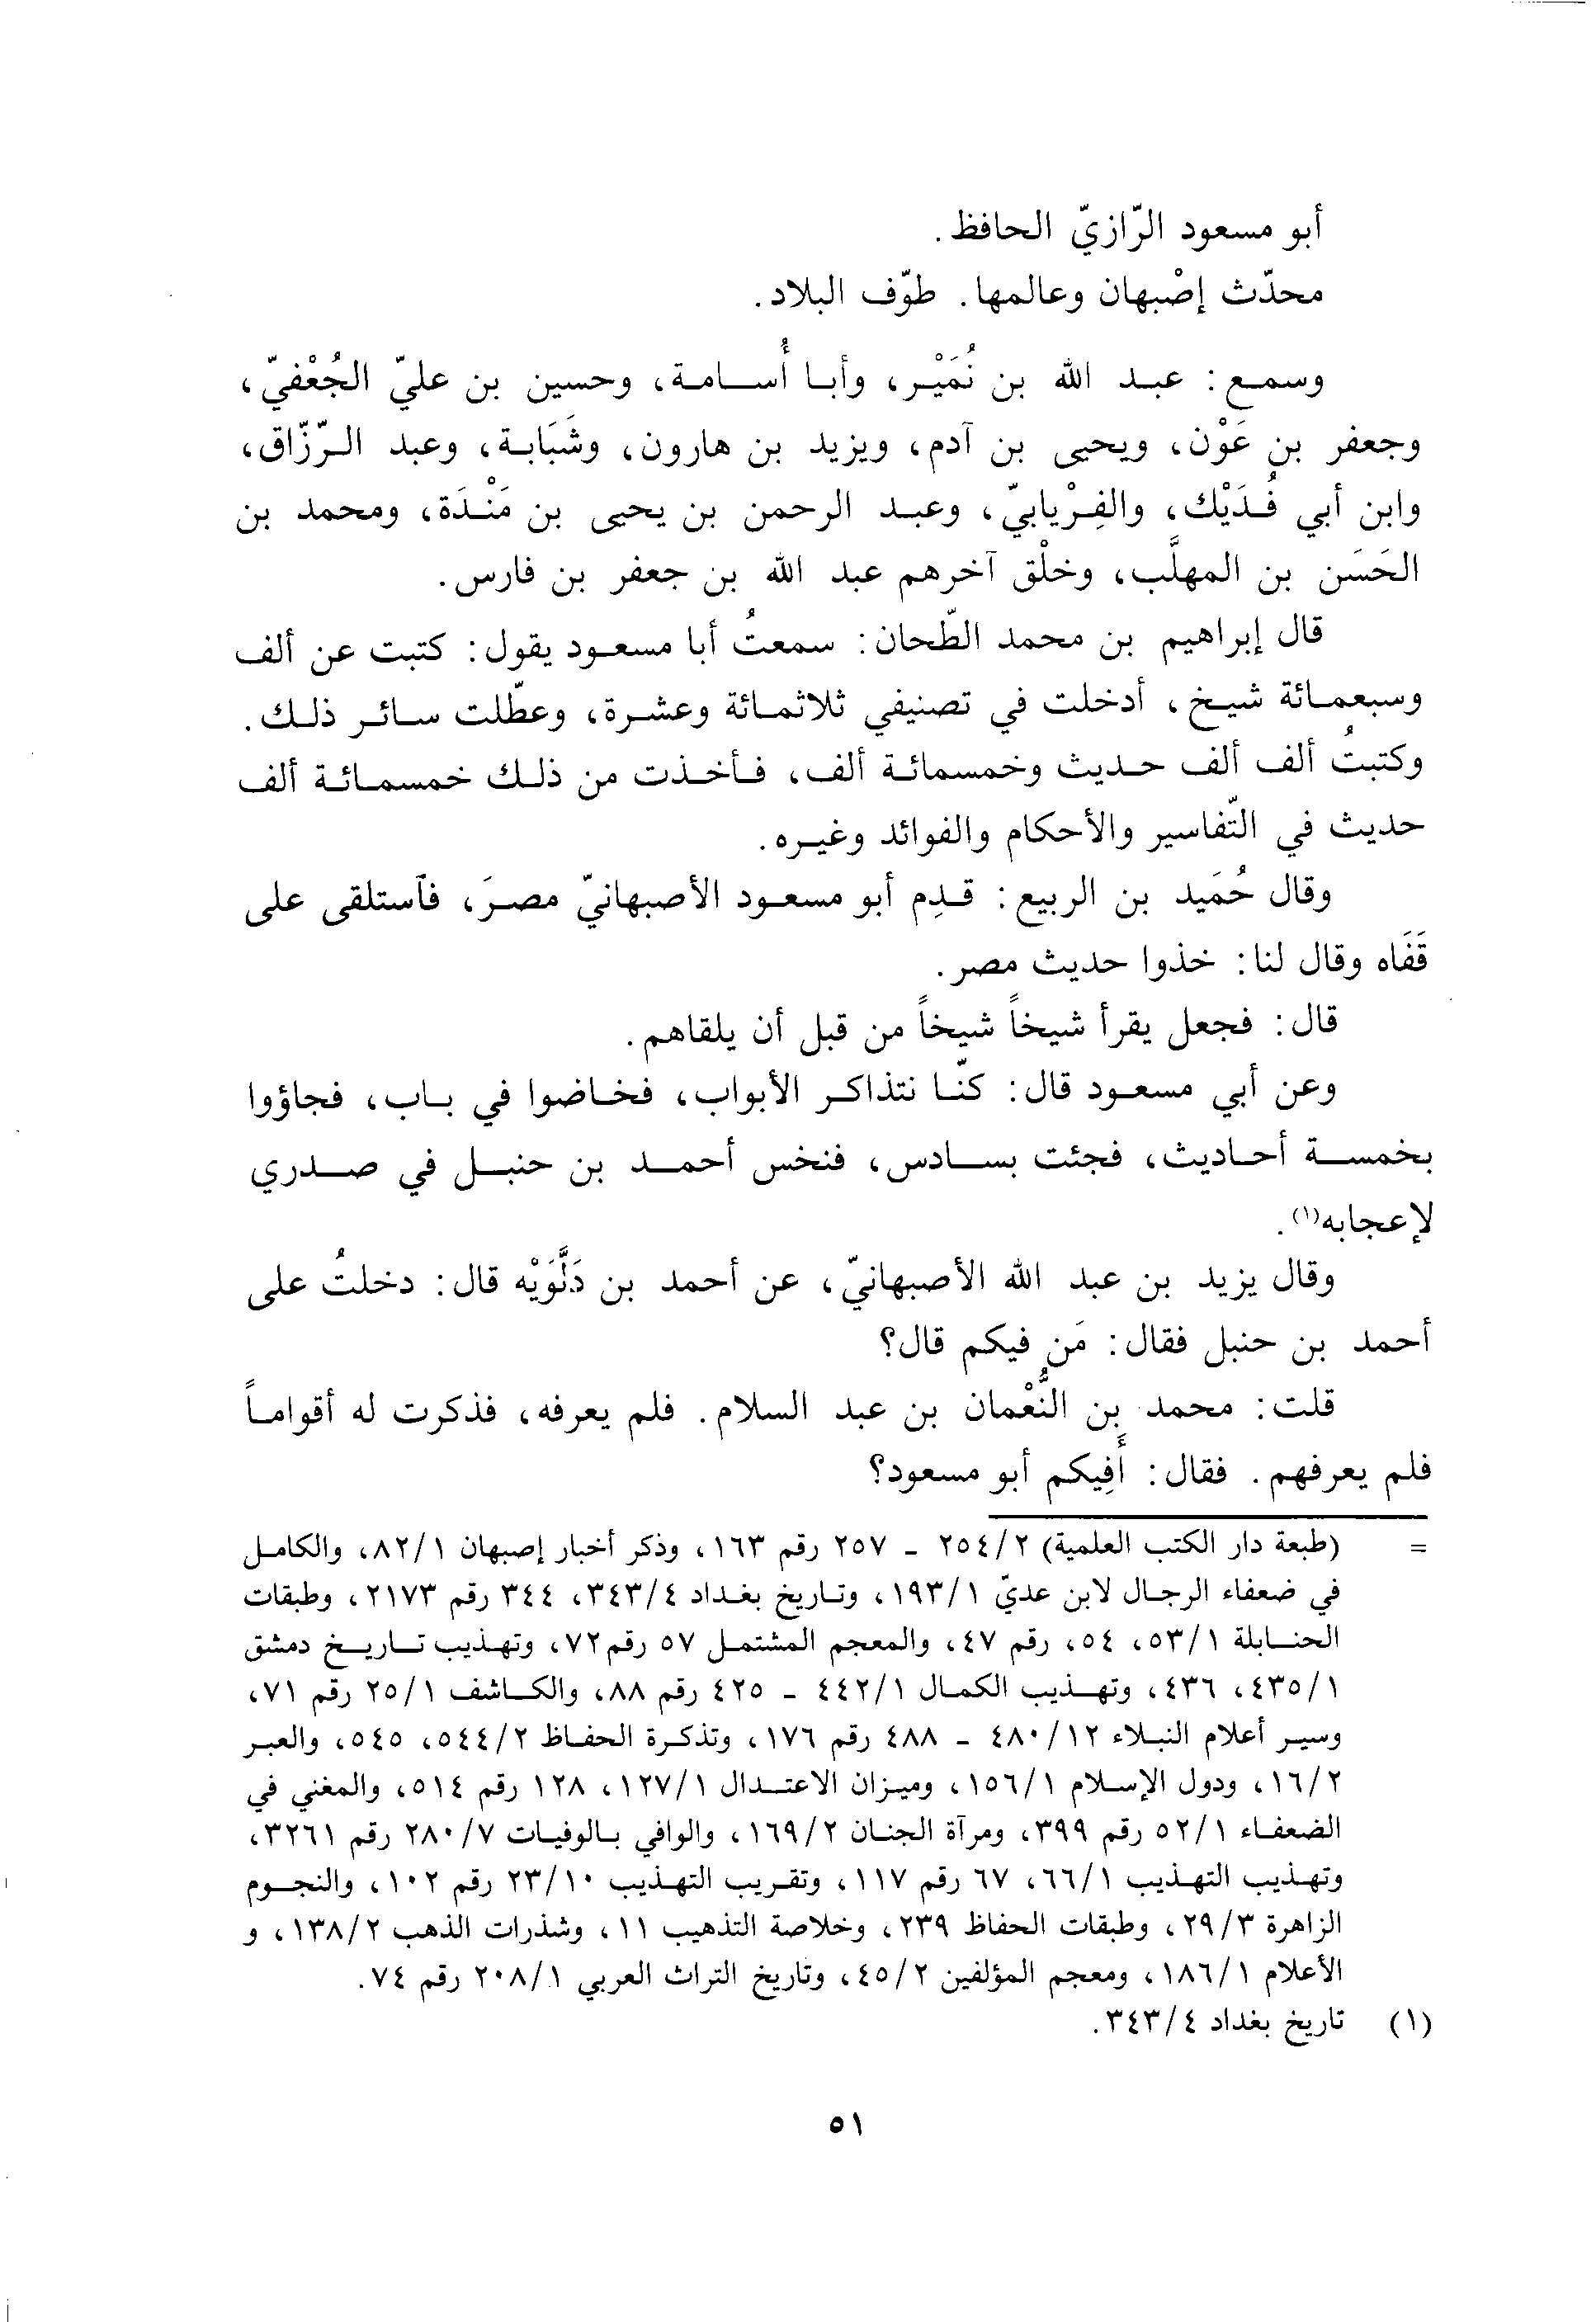 أبو مسعود الرّازيّ الحافظ.
محدّث إصْبهان وعالمها. طوّف البلاد.
وسمع: عبد الله بن نُمَيْر، وأبا أُسامة، وحسين بن عليّ الجُعْفيّ،
وجعفر بن عَوْن، ويحيى بن آدم، ويزيد بن هارون، وشَبَابة، وعبد الرّزّاق،
وابن أبي فُدَيْك، والفِرْيابيّ، وعبد الرحمن بن يحيى بن مَنْدَة، ومحمد بن
الحَسَن بن المهلَّب، وخلْق آخرهم عبد الله بن جعفر بن فارس.
قال إبراهيم بن محمد الطّحان: سمعتُ أبا مسعود يقول: كتبت عن ألف
وسبعمائة شيخ، أدخلت في تصنيفي ثلاثمائة وعشرة، وعطّلت سائر ذلك.
وكتبتُ ألف ألف حديث وخمسمائة ألف، فأخذت من ذلك خمسمائة ألف
حديث في التّفاسير والأحكام والفوائد وغيره.
وقال حُمَيد بن الربيع: قدِم أبو مسعود الأصبهانيّ مصرَ، فآستلقى على
قَفَاه وقال لنا: خذوا حديث مصر.
قال: فجعل يقرأ شيخاً شيخاً من قبل أن يلقاهم.
وعن أبي مسعود قال: كنّا نتذاكر الأبواب، فخاضوا في باب، فجاؤوا
بخمسة أحاديث، فجئت بسادس، فنخس أحمد بن حنبل في صدري
لإعجابه(١).
وقال يزيد بن عبد الله الأصبهانيّ، عن أحمد بن دَلَّوَيْه قال: دخلتُ على
أحمد بن حنبل فقال: مَن فيكم قال؟
قلت: محمد بن النُّعْمان بن عبد السلام. فلم يعرفه، فذكرت له أقواماً
فلم يعرفهم. فقال: أَفِيكم أبو مسعود؟
= (طبعة دار الكتب العلمية) ٢/ ٢٥٤ - ٢٥٧ رقم ١٦٣، وذكر أخبار إصبهان ١/ ٨٢، والكامل
في ضعفاء الرجال لابن عديّ ١/ ١٩٣، وتاريخ بغداد ٤/ ٣٤٣، ٣٤٤ رقم ٢١٧٣، وطبقات
الحنابلة ١/ ٥٣، ٥٤، رقم ٤٧، والمعجم المشتمل ٥٧ رقم ٧٢، وتهذيب تاريخ دمشق
١/ ٤٣٥، ٤٣٦، وتهذيب الكمال ١/ ٤٤٢ - ٤٢٥ رقم ٨٨، والكاشف ١/ ٢٥ رقم ٧١،
وسير أعلام النبلاء ١٢/ ٤٨٠ - ٤٨٨ رقم ١٧٦، وتذكرة الحفاظ ٢/ ٥٤٤، ٥٤٥، والعبر
٢/ ١٦، ودول الإسلام ١/ ١٥٦، وميزان الاعتدال ١/ ١٢٧، ١٢٨ رقم ٥١٤، والمغني في
الضعفاء ١/ ٥٢ رقم ٣٩٩، ومرآة الجنان ٢/ ١٦٩، والوافي بالوفيات ٧/ ٢٨٠ رقم ٣٢٦١،
وتهذيب التهذيب ١/ ٦٦، ٦٧ رقم ١١٧، وتقريب التهذيب ١٠/ ٢٣ رقم ١٠٢، والنجوم
الزاهرة ٣/ ٢٩، وطبقات الحفاظ ٢٣٩، وخلاصة التذهيب ١١، وشذرات الذهب ٢/ ١٣٨، و
الأعلام ١/ ١٨٦، ومعجم المؤلفين ٢/ ٤٥، وتاريخ التراث العربي ١/ ٢٠٨ رقم ٧٤.
(١) تاريخ بغداد ٤/ ٣٤٣.
٥١